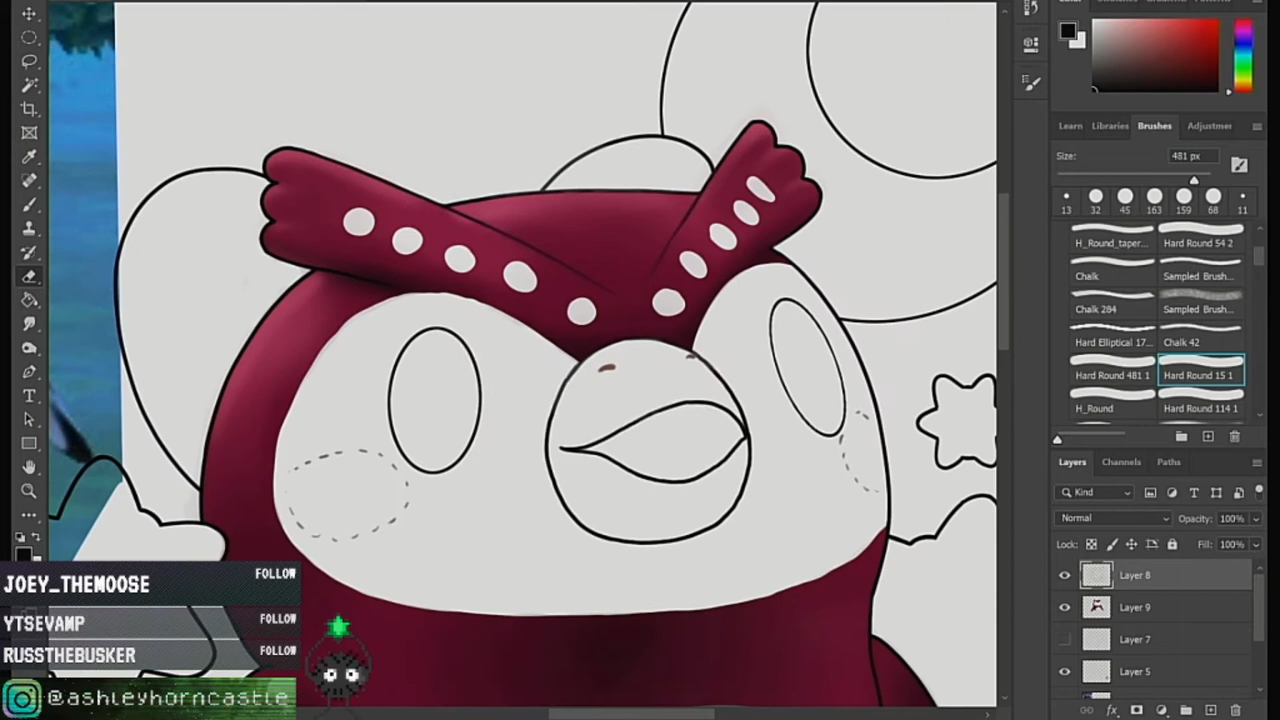 Learn Libraries Brushes Adjustmen
Size: 481 px
13 32 45 163 159 68 11
H_Round_taper... Hard Round 54 2
Chalk Sampled Brush...
Chalk 284 Sampled Brush...
Hard Elliptical 17... Chalk 42
Hard Round 481 1 Hard Round 15 1
H_Round Hard Round 114 1
Layers Channels Paths
Kind
Normal Opacity: 100%
Lock: Fill: 100%
Layer 8
Layer 9
Layer 7
Layer 5
fx
T
JOEY_THEMOOSE FOLLOW
YTSEVAMP FOLLOW
RUSSTHEBUSKER FOLLOW
@ashleyhorncastle